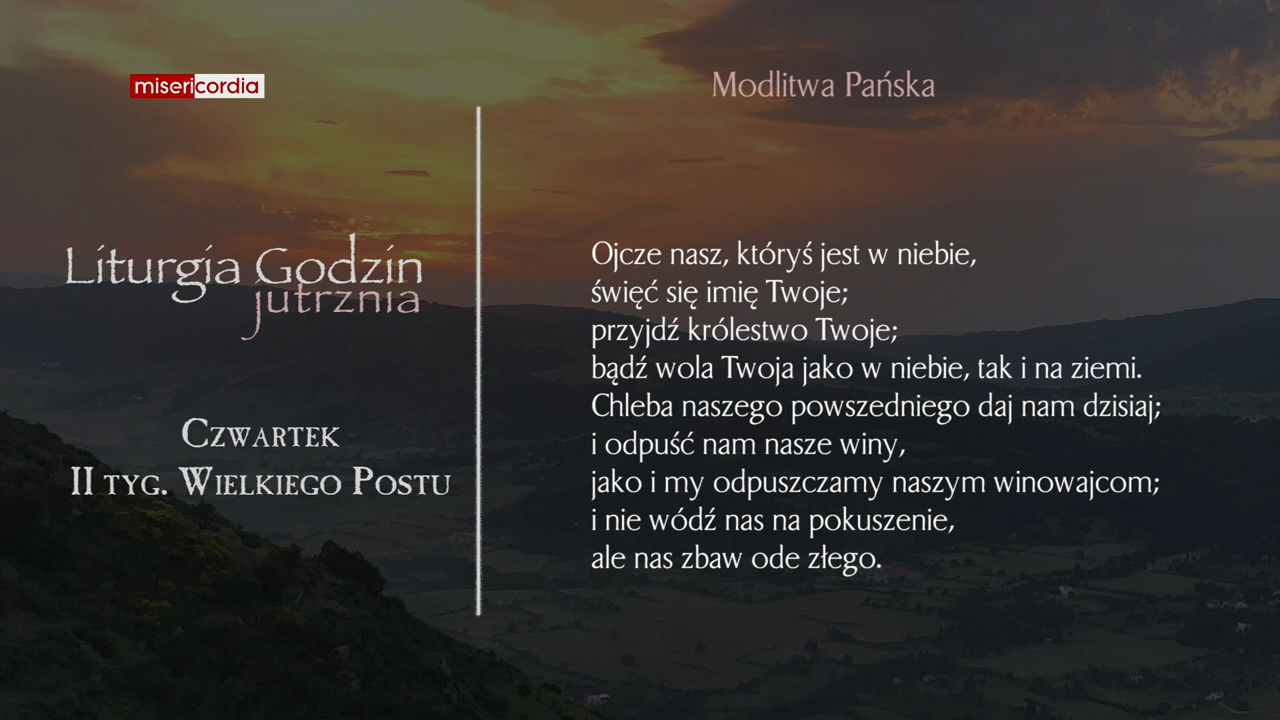 misericordia
Liturgia Godzin
jutrznia
Czwartek
II tyg. Wielkiego Postu
Modlitwa Pańska
Ojcze nasz, któryś jest w niebie,
święć się imię Twoje;
przyjdź królestwo Twoje;
bądź wola Twoja jako w niebie, tak i na ziemi.
Chleba naszego powszedniego daj nam dzisiaj;
i odpuść nam nasze winy,
jako i my odpuszczamy naszym winowajcom;
i nie wódź nas na pokuszenie,
ale nas zbaw ode złego.